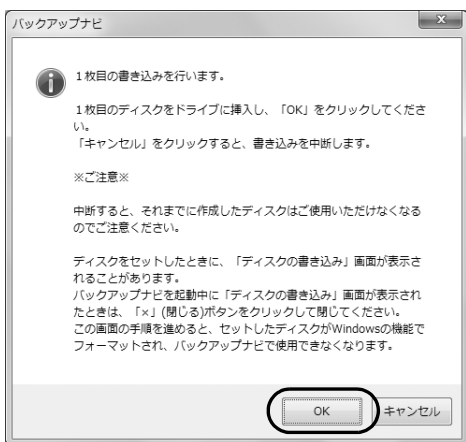 バックアップナビ
x
1枚目の書き込みを行います。
1枚目のディスクをドライブに挿入し、「OK」をクリックしてくださ
い。
「キャンセル」をクリックすると、書き込みを中断します。
※ご注意※
中断すると、それまでに作成したディスクはご使用いただけなくなる
のでご注意ください。
ディスクをセットしたときに、「ディスクの書き込み」画面が表示さ
れることがあります。
バックアップナビを起動中に「ディスクの書き込み」画面が表示され
たときは、「×」(閉じる)ボタンをクリックして閉じてください。
この画面の手順を進めると、セットしたディスクがWindowsの機能で
フォーマットされ、バックアップナビで使用できなくなります。
OK
キャンセル